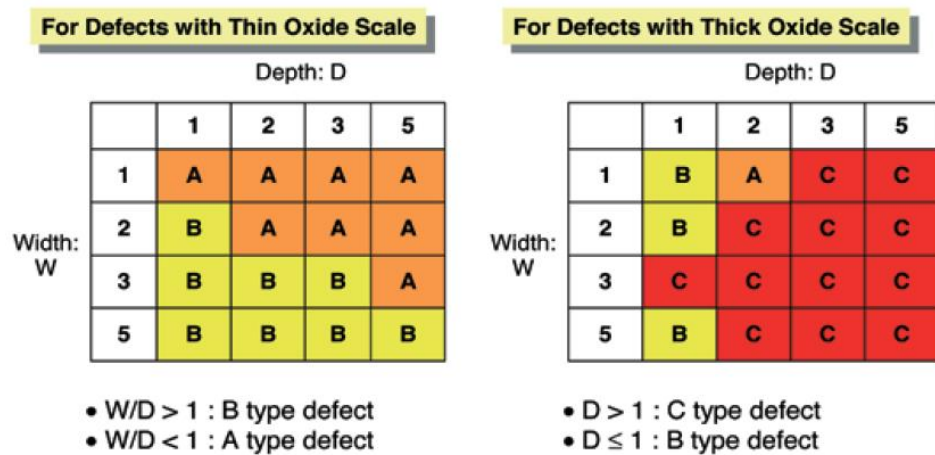 For Defects with Thin Oxide Scale
Depth: D
1 2 3 5
1 A A A A
2 B A A A
Width:
W
3 B B B A
5 B B B B
• W/D > 1 : B type defect
• W/D < 1 : A type defect
For Defects with Thick Oxide Scale
Depth: D
1 2 3 5
1 B A C C
2 B C C C
Width:
W
3 C C C C
5 B C C C
• D > 1 : C type defect
• D ≤ 1 : B type defect